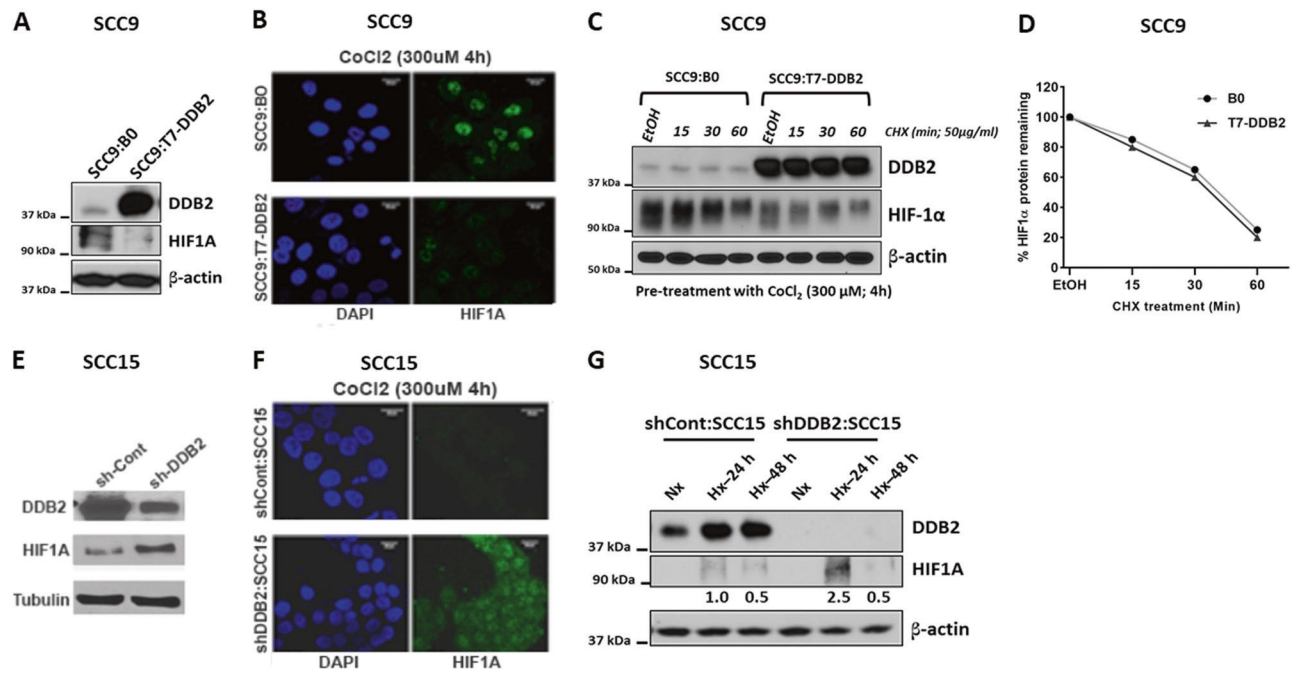 A SCC9
SCC9:B0
SCC9:T7-DDB2
DDB2
37 kDa
HIF1A
90 kDa
β-actin
37 kDa
B SCC9
CoCl2 (300uM 4h)
SCC9:BO
SCC9:T7-DDB2
DAPI HIF1A
C SCC9
SCC9:B0 SCC9:T7-DDB2
EtOH 15 30 60 EtOH 15 30 60 CHX (min; 50μg/ml)
DDB2
37 kDa
HIF-1α
90 kDa
β-actin
50 kDa
Pre-treatment with CoCl₂ (300 μM; 4h)
D SCC9
B0
T7-DDB2
% HIF1α protein remaining
120
100
80
60
40
20
0
EtOH 15 30 60
CHX treatment (Min)
E SCC15
sh-Cont
sh-DDB2
DDB2
HIF1A
Tubulin
F SCC15
CoCl2 (300uM 4h)
shCont:SCC15
shDDB2:SCC15
DAPI HIF1A
G SCC15
shCont:SCC15 shDDB2:SCC15
Nx Hx–24 h Hx–48 h Nx Hx–24 h Hx–48 h
DDB2
37 kDa
HIF1A
90 kDa
1.0 0.5 2.5 0.5
β-actin
37 kDa